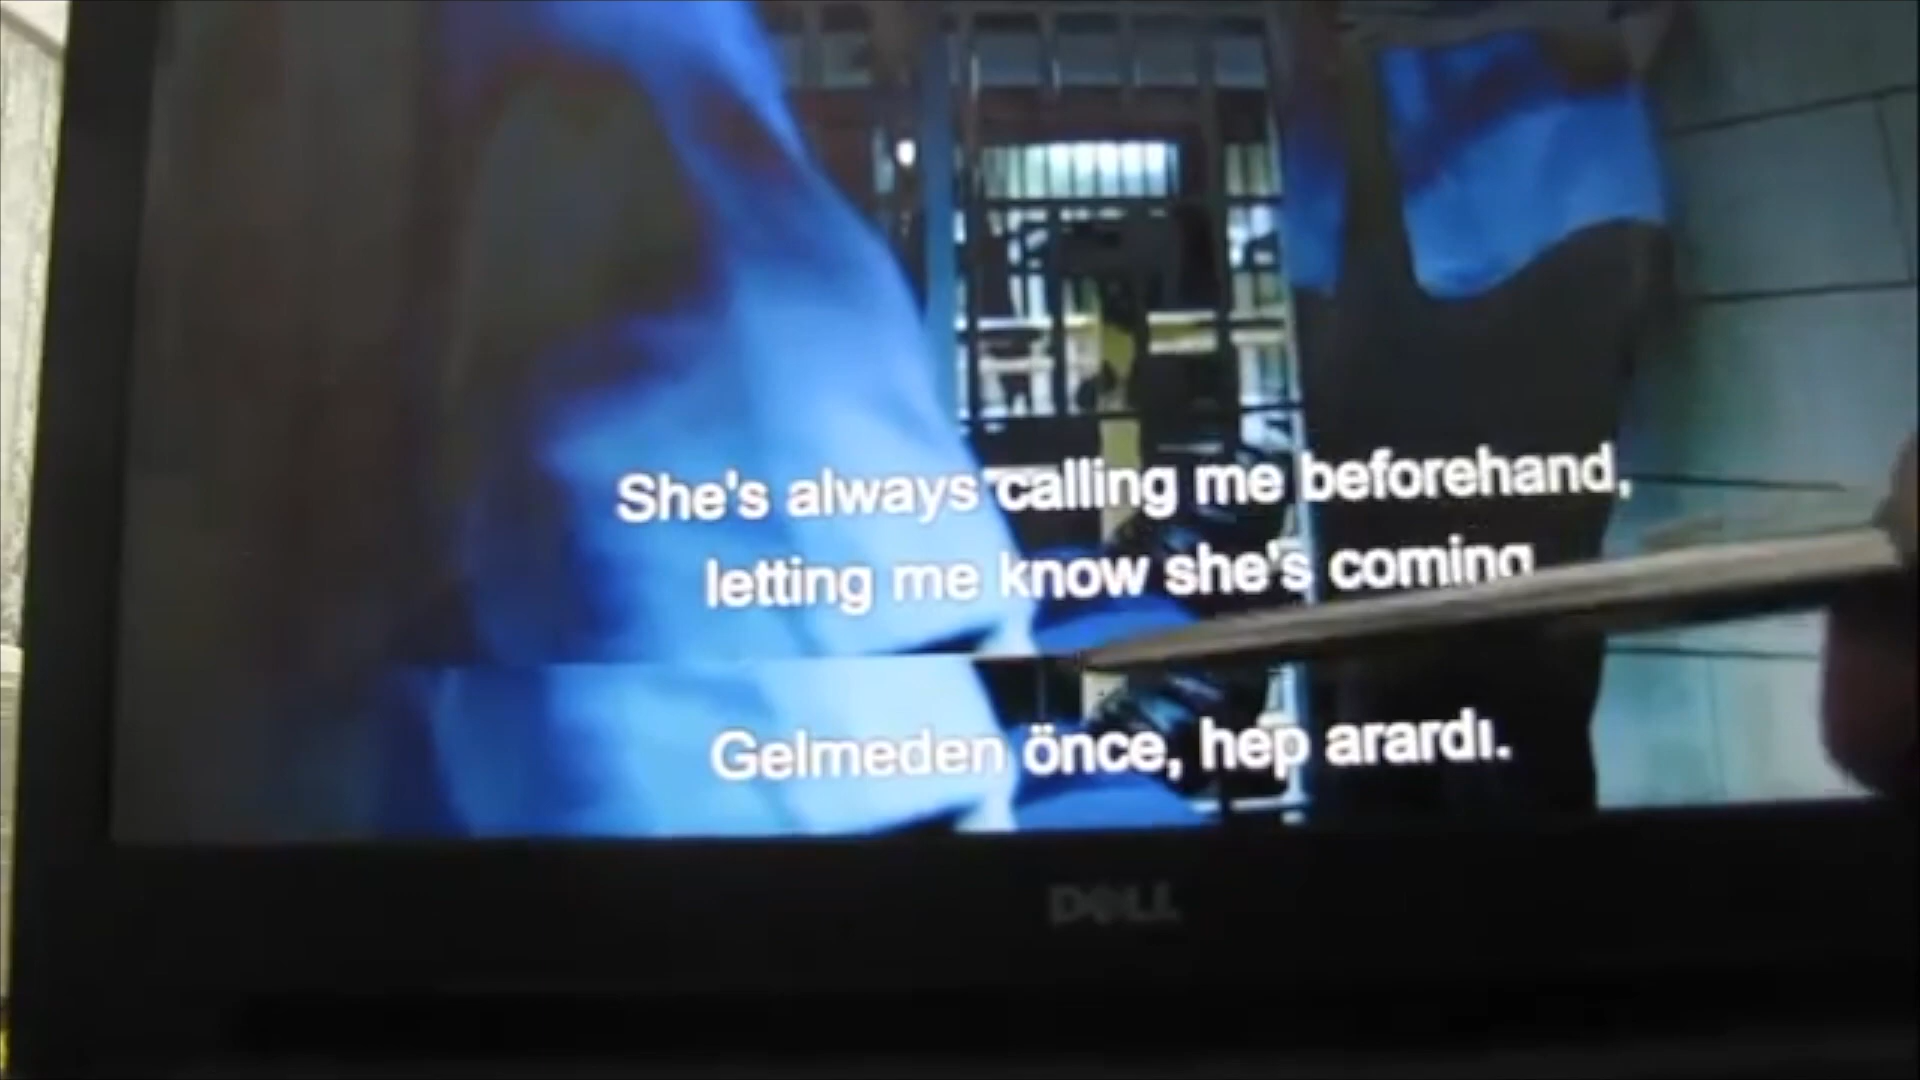 She's always calling me beforehand,
letting me know she's coming
Gelmeden önce, hep arardı.
DELL